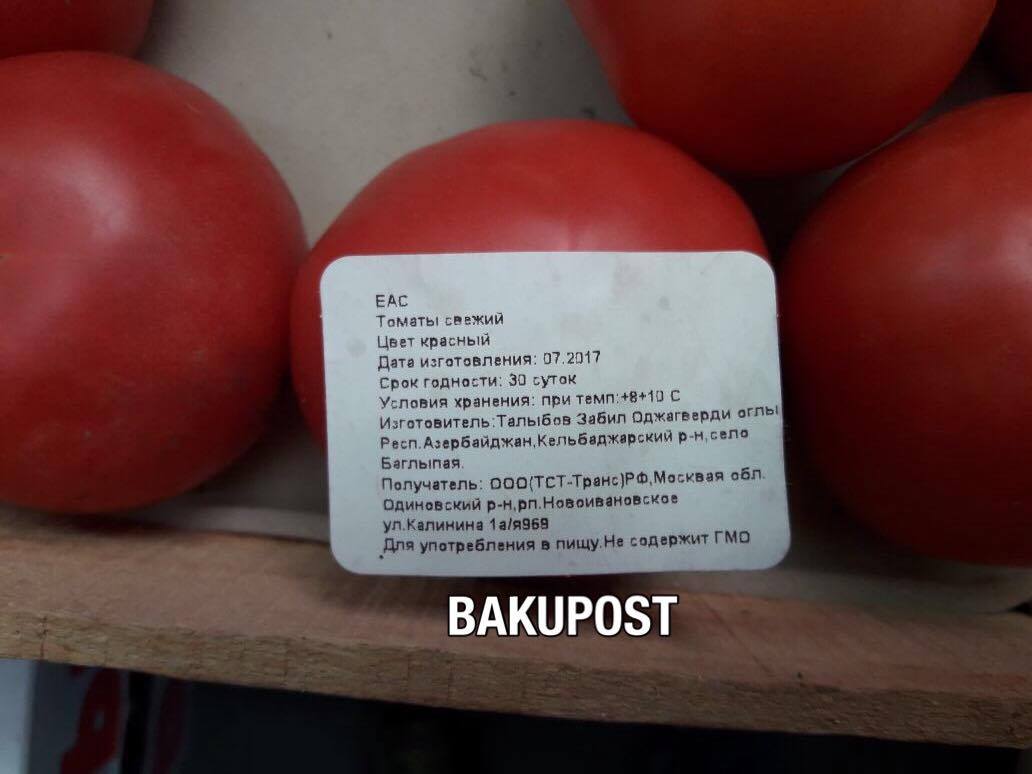 EAC
Томаты свежий
Цвет красный
Дата изготовления: 07.2017
Срок годности: 30 суток
Условия хранения: при темп:+8+10 С
Изготовитель:Талыбов Забил Оджагверди оглы
Респ.Азербайджан,Кельбаджарский р-н,село
Баглыпая.
Получатель: ООО(ТСТ-Транс)РФ,Москвая обл.
Одиновский р-н,рп.Новоивановское
ул.Калинина 1а/я969
Для употребления в пищу.Не содержит ГМО
BAKUPOST